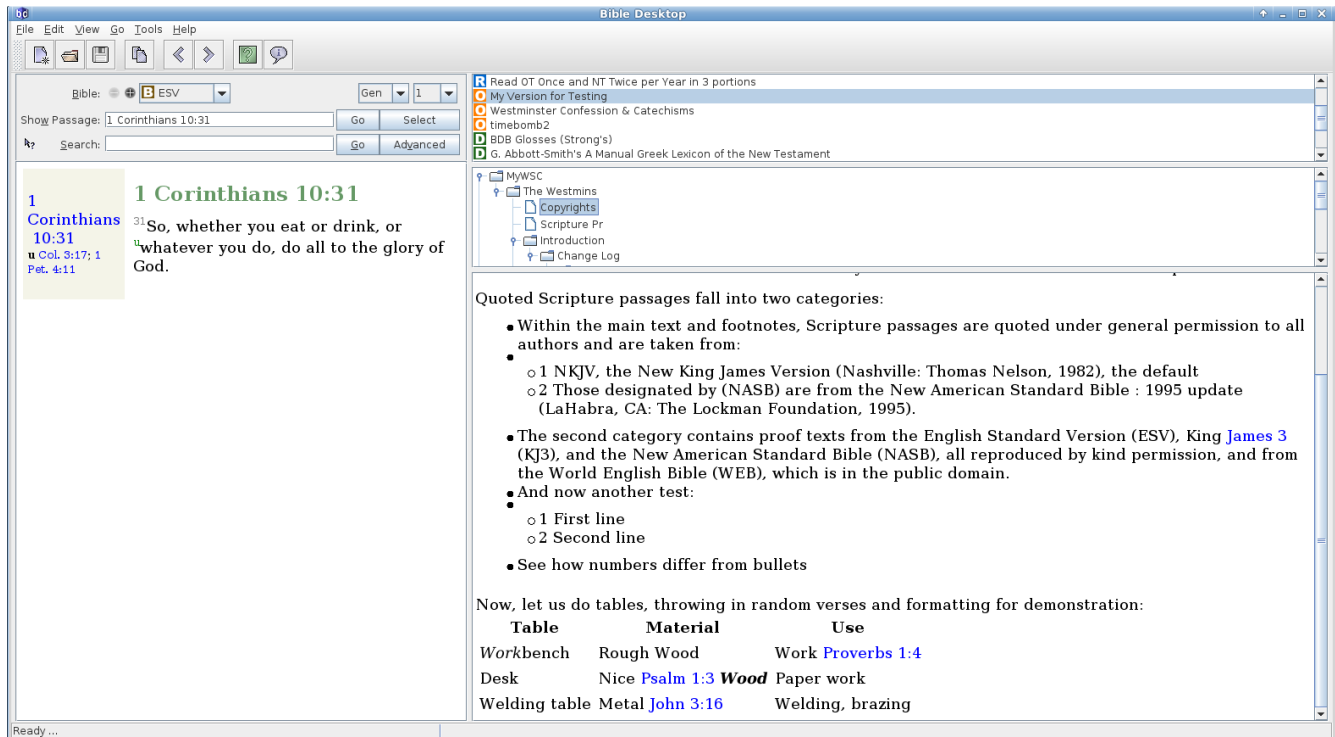 Bible Desktop
File Edit View Go Tools Help
Bible: ESV Gen 1
Show Passage: 1 Corinthians 10:31 Go Select
Search: Go Advanced
1
Corinthians
10:31
u Col. 3:17; 1
Pet. 4:11
1 Corinthians 10:31
31So, whether you eat or drink, or
uwhatever you do, do all to the glory of
God.
R Read OT Once and NT Twice per Year in 3 portions
O My Version for Testing
O Westminster Confession & Catechisms
O timebomb2
D BDB Glosses (Strong's)
D G. Abbott-Smith's A Manual Greek Lexicon of the New Testament
MyWSC
The Westmins
Copyrights
Scripture Pr
Introduction
Change Log
Quoted Scripture passages fall into two categories:
Within the main text and footnotes, Scripture passages are quoted under general permission to all
authors and are taken from:
1 NKJV, the New King James Version (Nashville: Thomas Nelson, 1982), the default
2 Those designated by (NASB) are from the New American Standard Bible : 1995 update
(LaHabra, CA: The Lockman Foundation, 1995).
The second category contains proof texts from the English Standard Version (ESV), King James 3
(KJ3), and the New American Standard Bible (NASB), all reproduced by kind permission, and from
the World English Bible (WEB), which is in the public domain.
And now another test:
1 First line
2 Second line
See how numbers differ from bullets
Now, let us do tables, throwing in random verses and formatting for demonstration:
Table Material Use
Workbench Rough Wood Work Proverbs 1:4
Desk Nice Psalm 1:3 Wood Paper work
Welding table Metal John 3:16 Welding, brazing
Ready ...